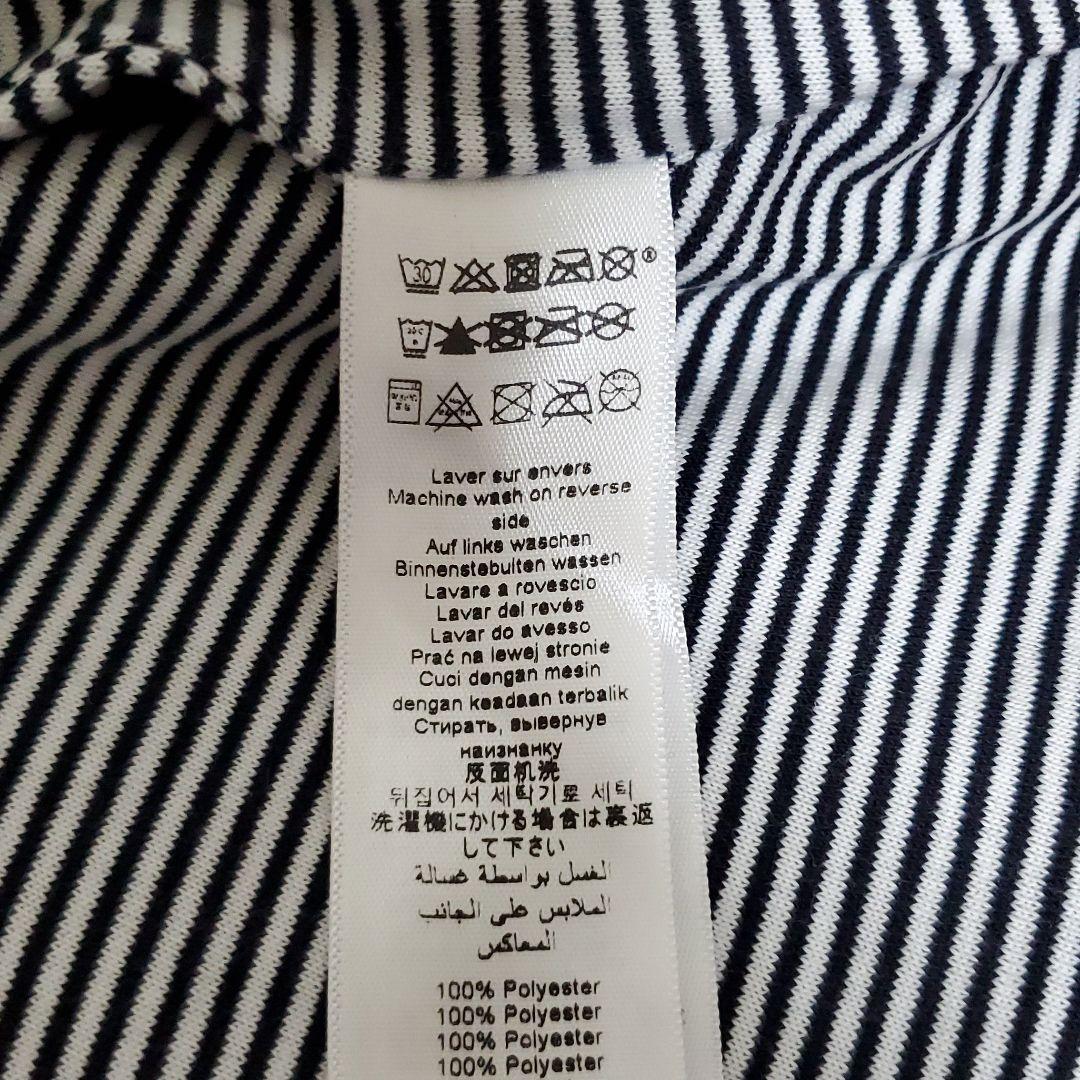 30
®
Laver sur envers
Machine wash on reverse
side
Auf links waschen
Binnenstebuiten wassen
Lavare a rovescio
Lavar del revés
Lavar do avesso
Prać na lewej stronie
Cuci dengan mesin
dengan keadaan terbalik
Стирать, вывернув
наизнанку
反面机洗
뒤집어서 세탁기로 세탁
洗濯機にかける場合は裏返
して下さい
الغسل بواسطة غسالة
الملابس على الجانب
المعاكس
100% Polyester
100% Polyester
100% Polyester
100% Polyester